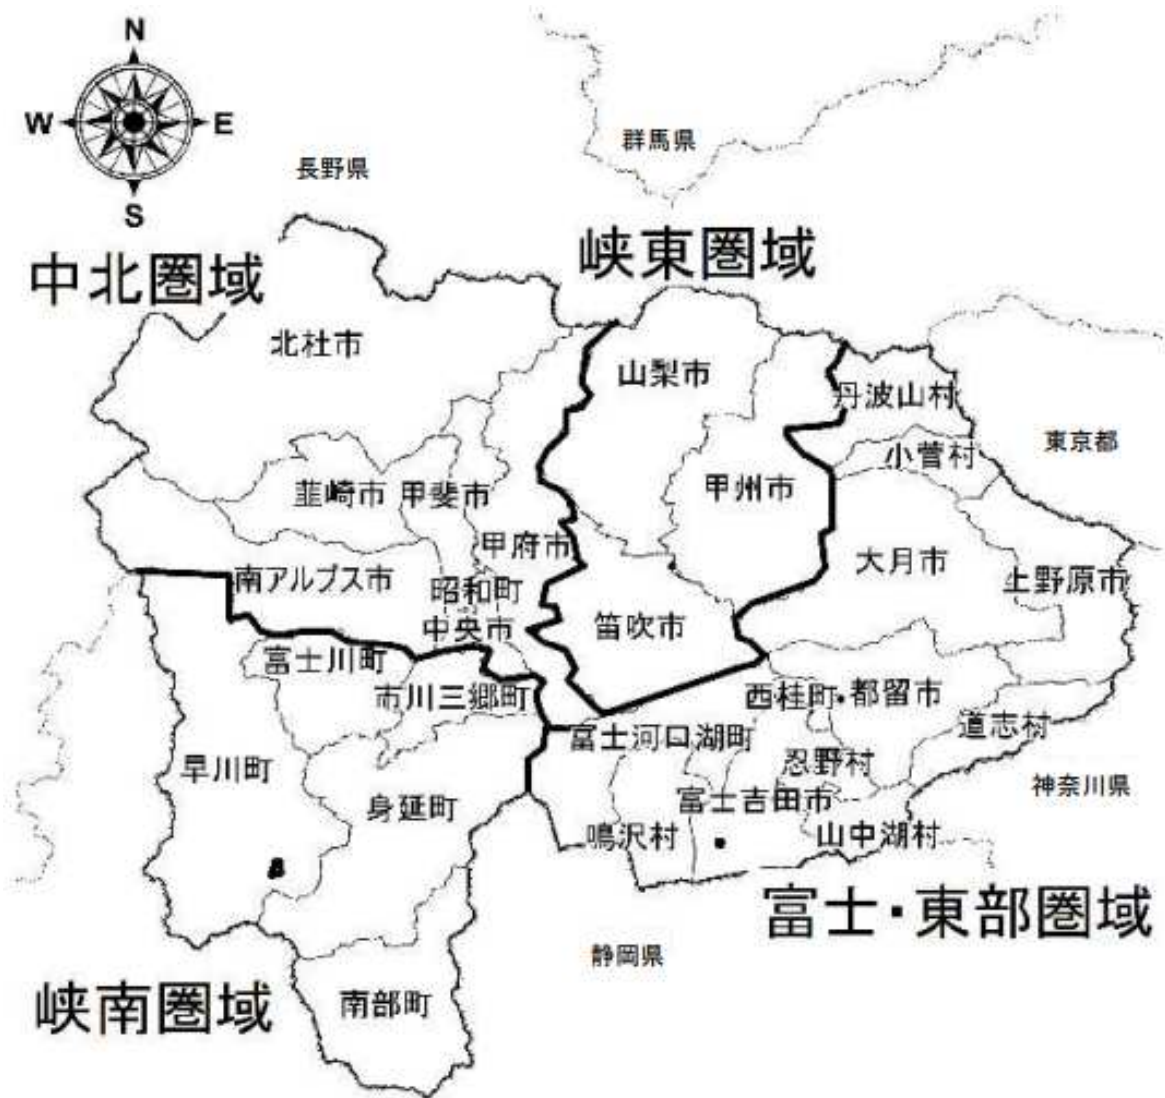 N
W E
S
群馬県
長野県
峡東圏域
中北圏域
北杜市
山梨市
丹波山村
東京都
小菅村
韮崎市
甲斐市
甲州市
甲府市
大月市
上野原市
南アルプス市
昭和町
中央市
笛吹市
富士川町
市川三郷町
西桂町
都留市
道志村
富士河口湖町
早川町
忍野村
神奈川県
身延町
富士吉田市
鳴沢村
山中湖村
富士・東部圏域
静岡県
峡南圏域
南部町